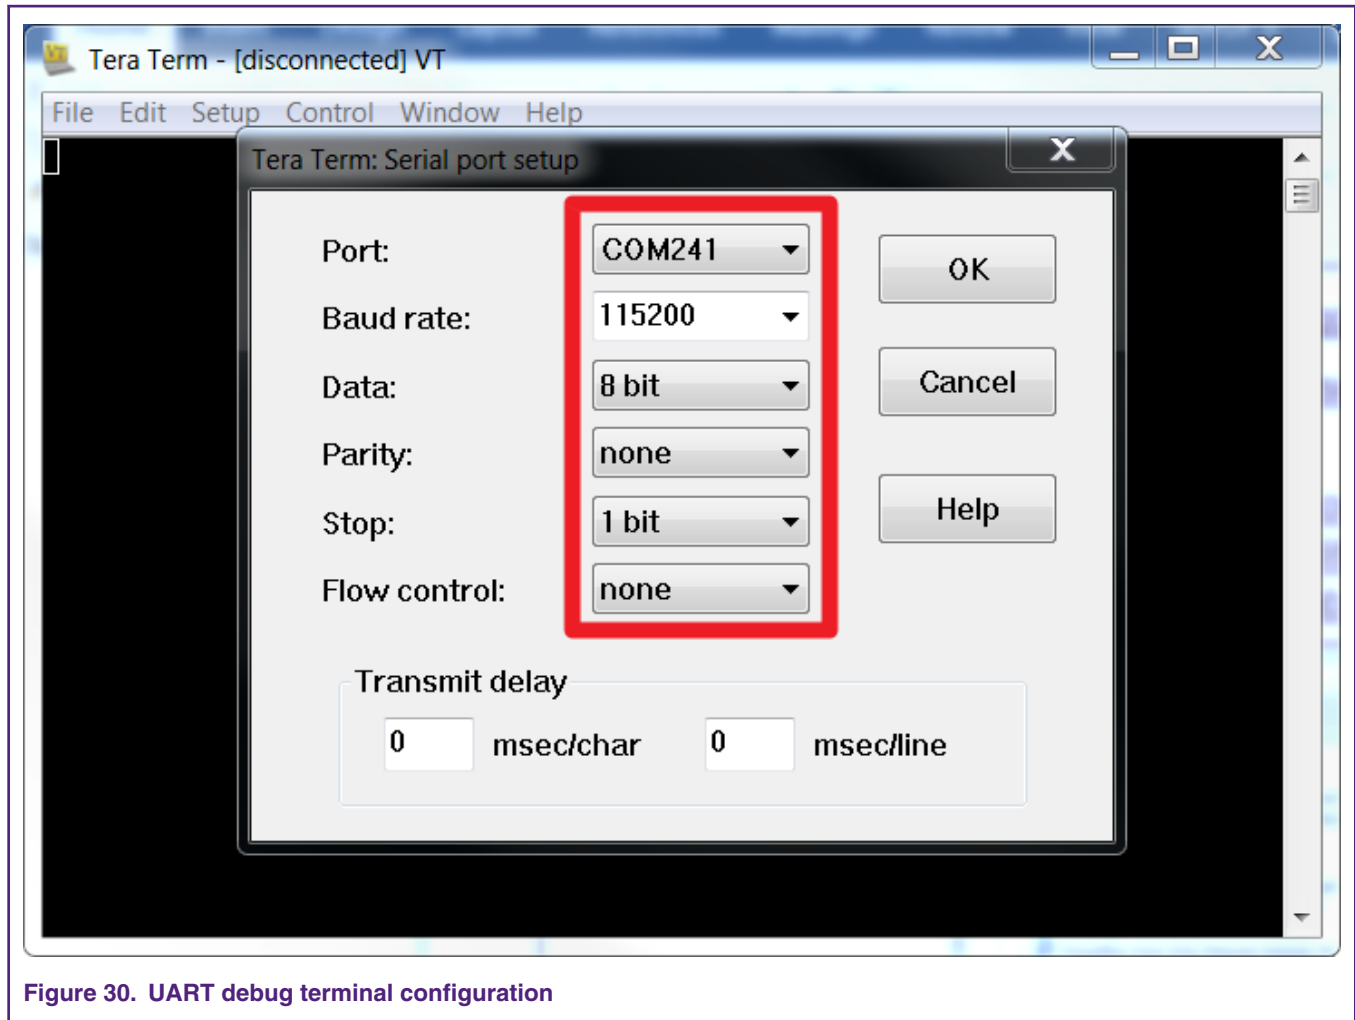 Tera Term - [disconnected] VT
File Edit Setup Control Window Help
Tera Term: Serial port setup
Port: COM241
OK
Baud rate: 115200
Data: 8 bit
Cancel
Parity: none
Stop: 1 bit
Help
Flow control: none
Transmit delay
0 msec/char 0 msec/line
Figure 30. UART debug terminal configuration